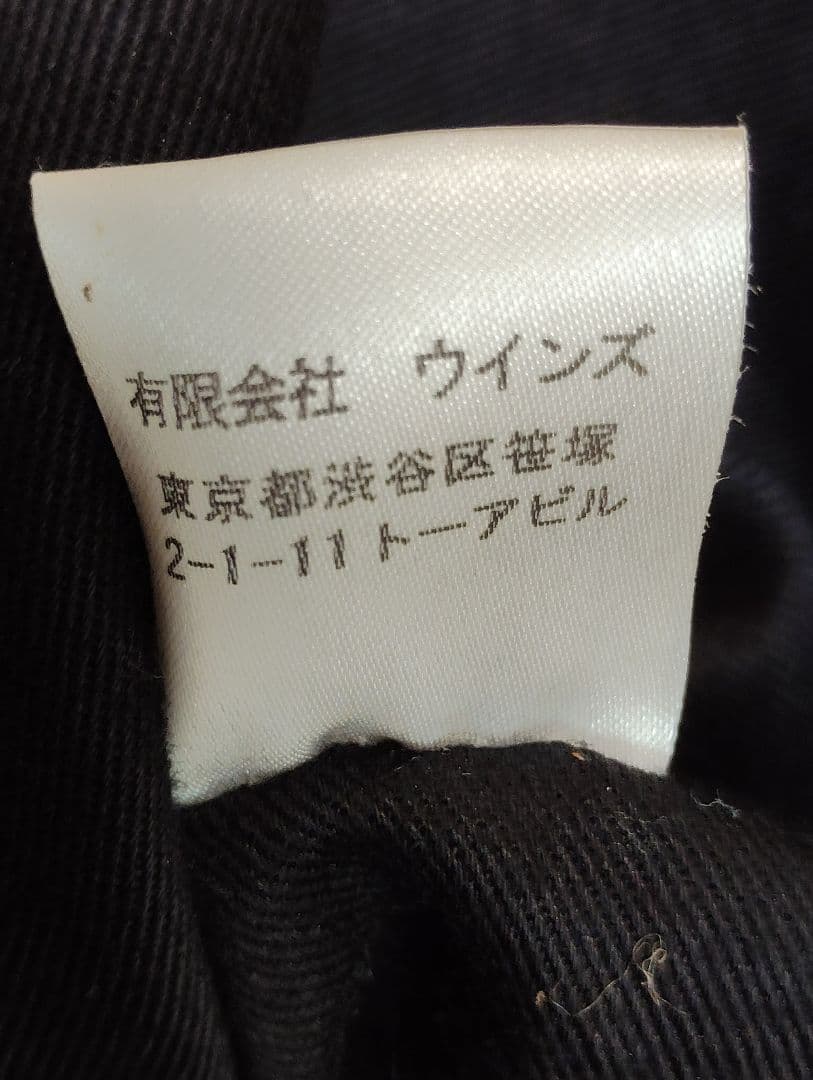 有限会社　ウインズ
東京都渋谷区笹塚
2-1-11トーアビル